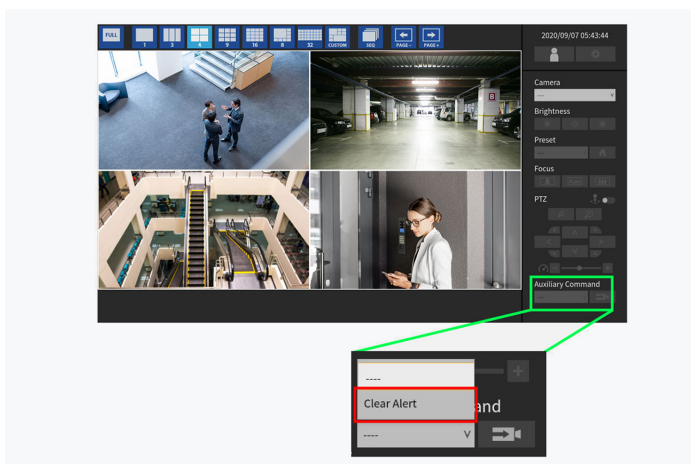 FULL
1
3
4
9
16
8
32
CUSTOM
SEQ
PAGE -
PAGE +
2020/09/07 05:43:44
Camera
---- v
Brightness
Preset
----
Focus
PTZ
B
Auxiliary Command
----
----
Clear Alert
and
---- v